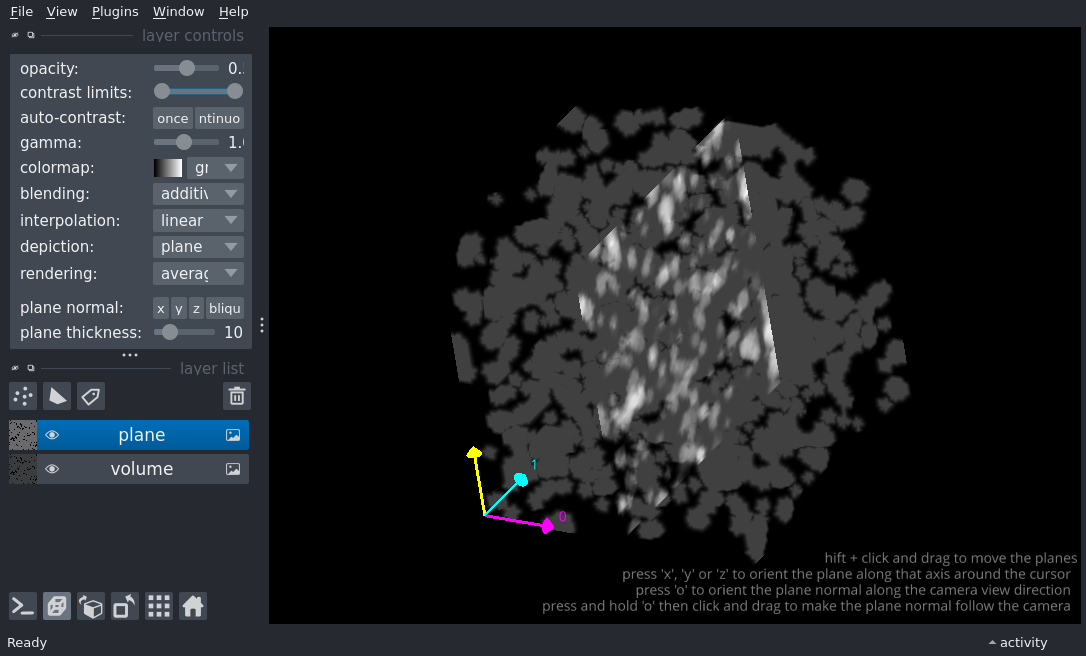 File View Plugins Window Help
layer controls
opacity: 0.
contrast limits:
auto-contrast: once ntinuo
gamma: 1.
colormap: gr
blending: additiv
interpolation: linear
depiction: plane
rendering: averag
plane normal: x y z bliqu
plane thickness: 10
layer list
plane
volume
1
0
hift + click and drag to move the planes
press 'x', 'y' or 'z' to orient the plane along that axis around the cursor
press 'o' to orient the plane normal along the camera view direction
press and hold 'o' then click and drag to make the plane normal follow the camera
Ready activity